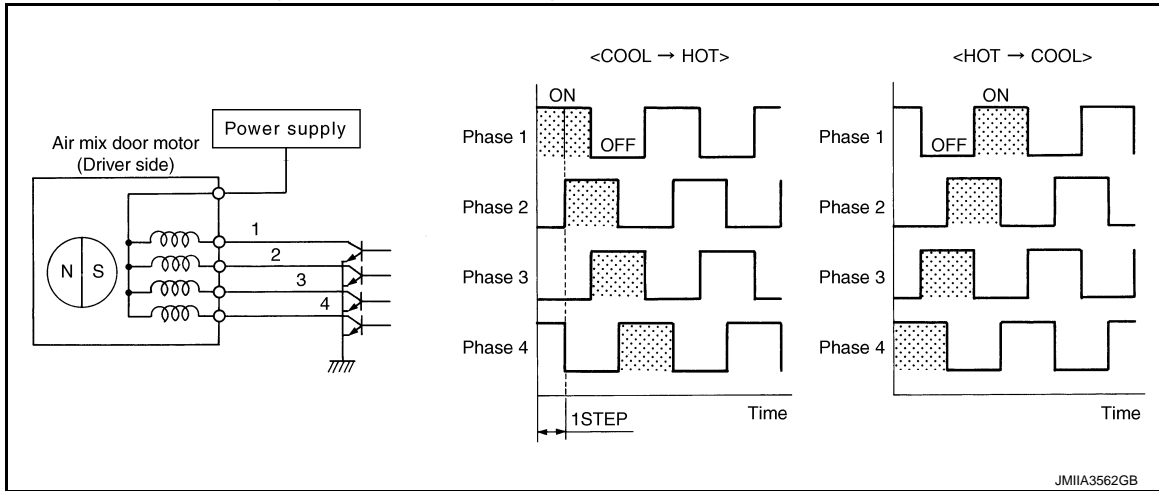 Power supply
Air mix door motor
(Driver side)
N S
1
2
3
4
<COOL → HOT>
ON
Phase 1
OFF
Phase 2
Phase 3
Phase 4
Time
1STEP
<HOT → COOL>
ON
Phase 1
OFF
Phase 2
Phase 3
Phase 4
Time
JMIIA3562GB